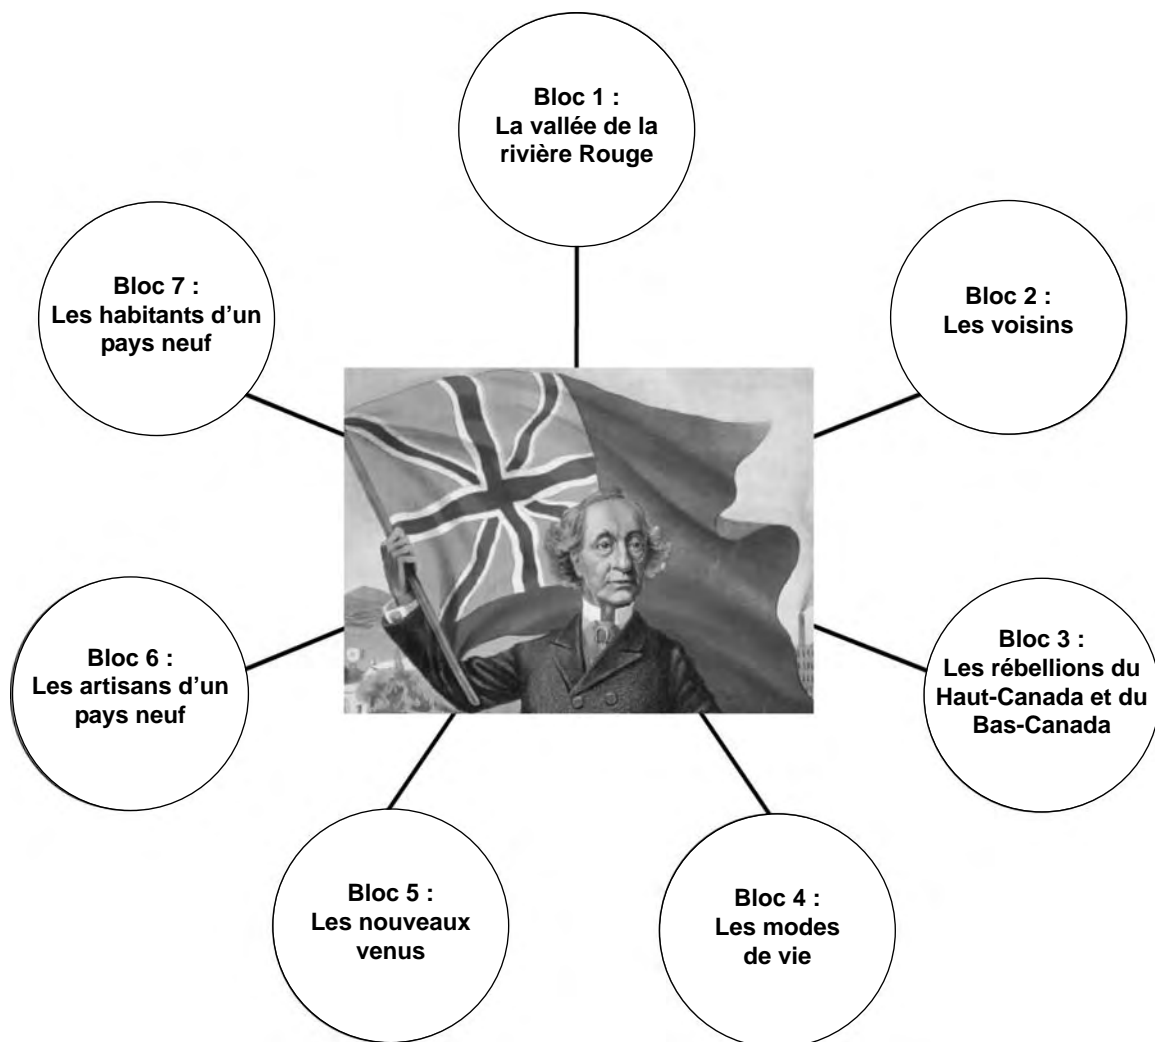 Bloc 1 :
La vallée de la
rivière Rouge
Bloc 2 :
Les voisins
Bloc 3 :
Les rébellions du
Haut-Canada et du
Bas-Canada
Bloc 4 :
Les modes
de vie
Bloc 5 :
Les nouveaux
venus
Bloc 6 :
Les artisans d’un
pays neuf
Bloc 7 :
Les habitants d’un
pays neuf